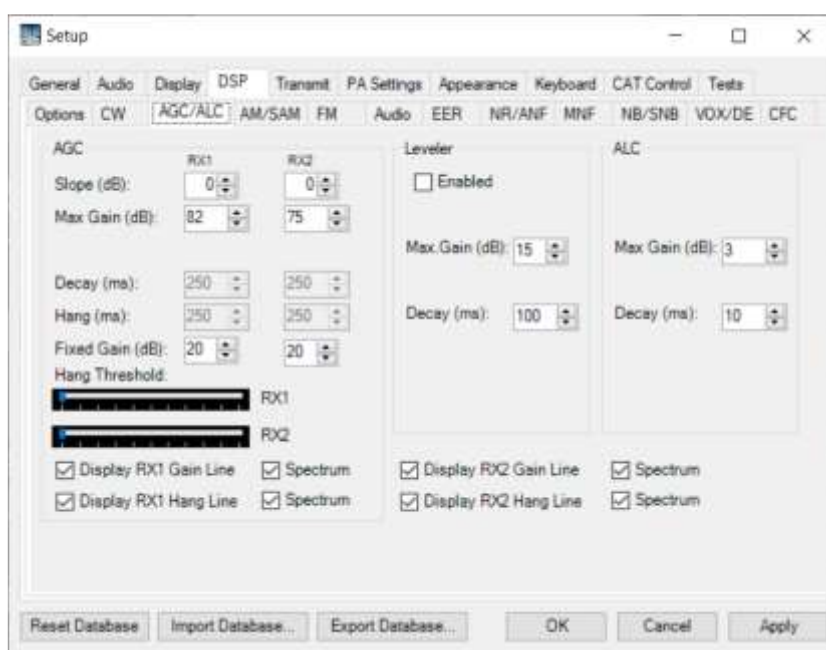 Setup
General Audio Display DSP Transmit PA Settings Appearance Keyboard CAT Control Tests
Options CW AGC/ALC AM/SAM FM Audio EER NR/ANF MNF NB/SNB VOX/DE CFC
AGC
RX1 RX2
Slope (dB): 0 0
Max Gain (dB): 82 75
Decay (ms): 250 250
Hang (ms): 250 250
Fixed Gain (dB): 20 20
Hang Threshold:
RX1
RX2
Display RX1 Gain Line Spectrum
Display RX1 Hang Line Spectrum
Leveler
Enabled
Max.Gain (dB): 15
Decay (ms): 100
ALC
Max Gain (dB): 3
Decay (ms): 10
Display RX2 Gain Line Spectrum
Display RX2 Hang Line Spectrum
Reset Database Import Database... Export Database... OK Cancel Apply